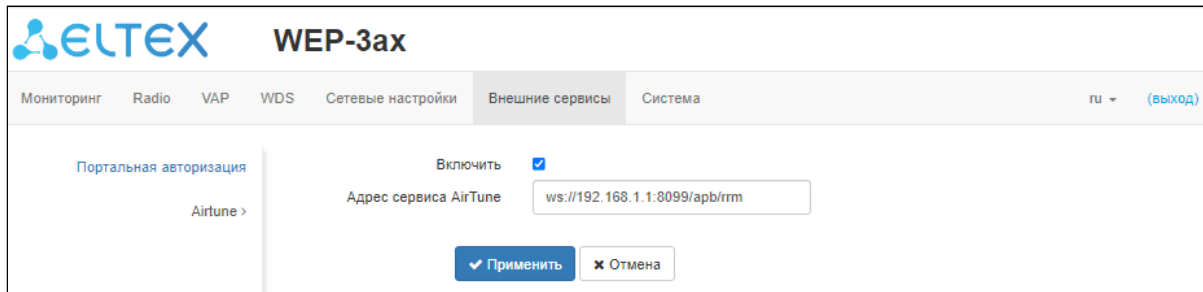 ELTEX WEP-3ax
Мониторинг Radio VAP WDS Сетевые настройки Внешние сервисы Система ru (выход)
Портальная авторизация Включить
Адрес сервиса AirTune ws://192.168.1.1:8099/apb/rrm
Airtune >
Применить Отмена